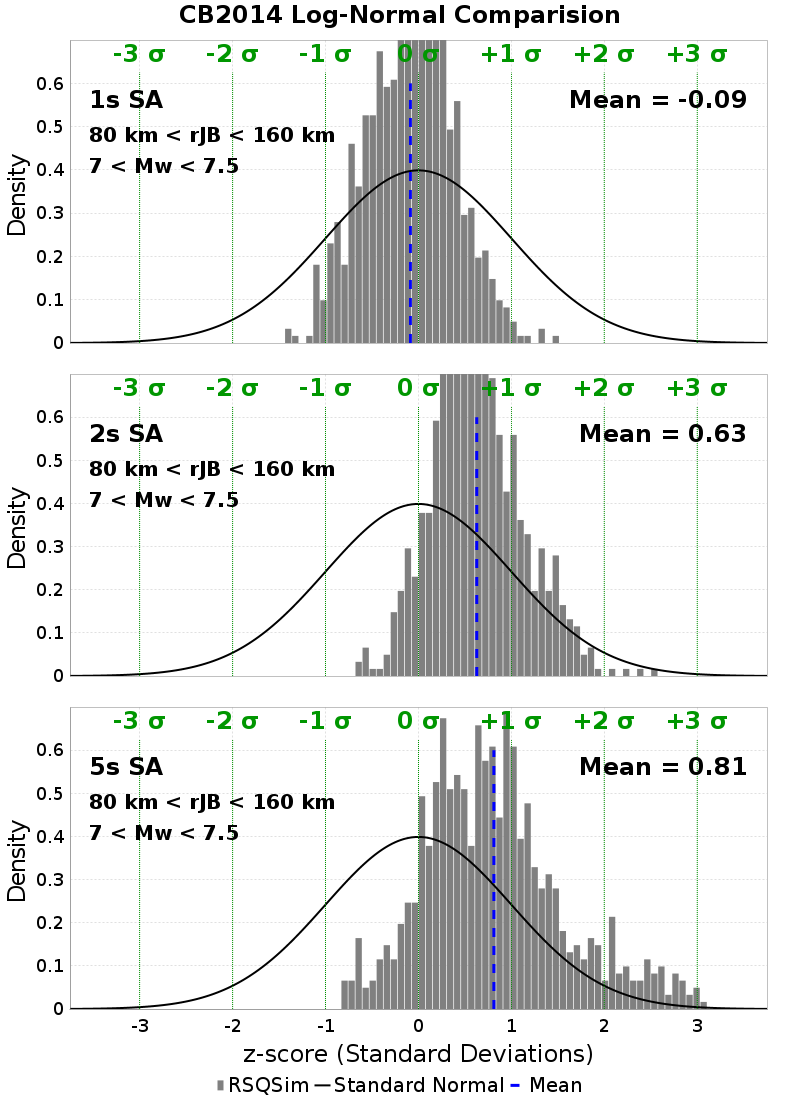 CB2014 Log-Normal Comparision
-3 σ -2 σ -1 σ 0 σ +1 σ +2 σ +3 σ
0.6
1s SA Mean = -0.09
0.5
80 km < rJB < 160 km
7 < Mw < 7.5
0.4
0.3
0.2
0.1
0
Density
-3 σ -2 σ -1 σ 0 σ +1 σ +2 σ +3 σ
0.6
2s SA Mean = 0.63
0.5
80 km < rJB < 160 km
7 < Mw < 7.5
0.4
0.3
0.2
0.1
0
Density
-3 σ -2 σ -1 σ 0 σ +1 σ +2 σ +3 σ
0.6
5s SA Mean = 0.81
0.5
80 km < rJB < 160 km
7 < Mw < 7.5
0.4
0.3
0.2
0.1
0
Density
-3 -2 -1 0 1 2 3
z-score (Standard Deviations)
RSQSim Standard Normal Mean